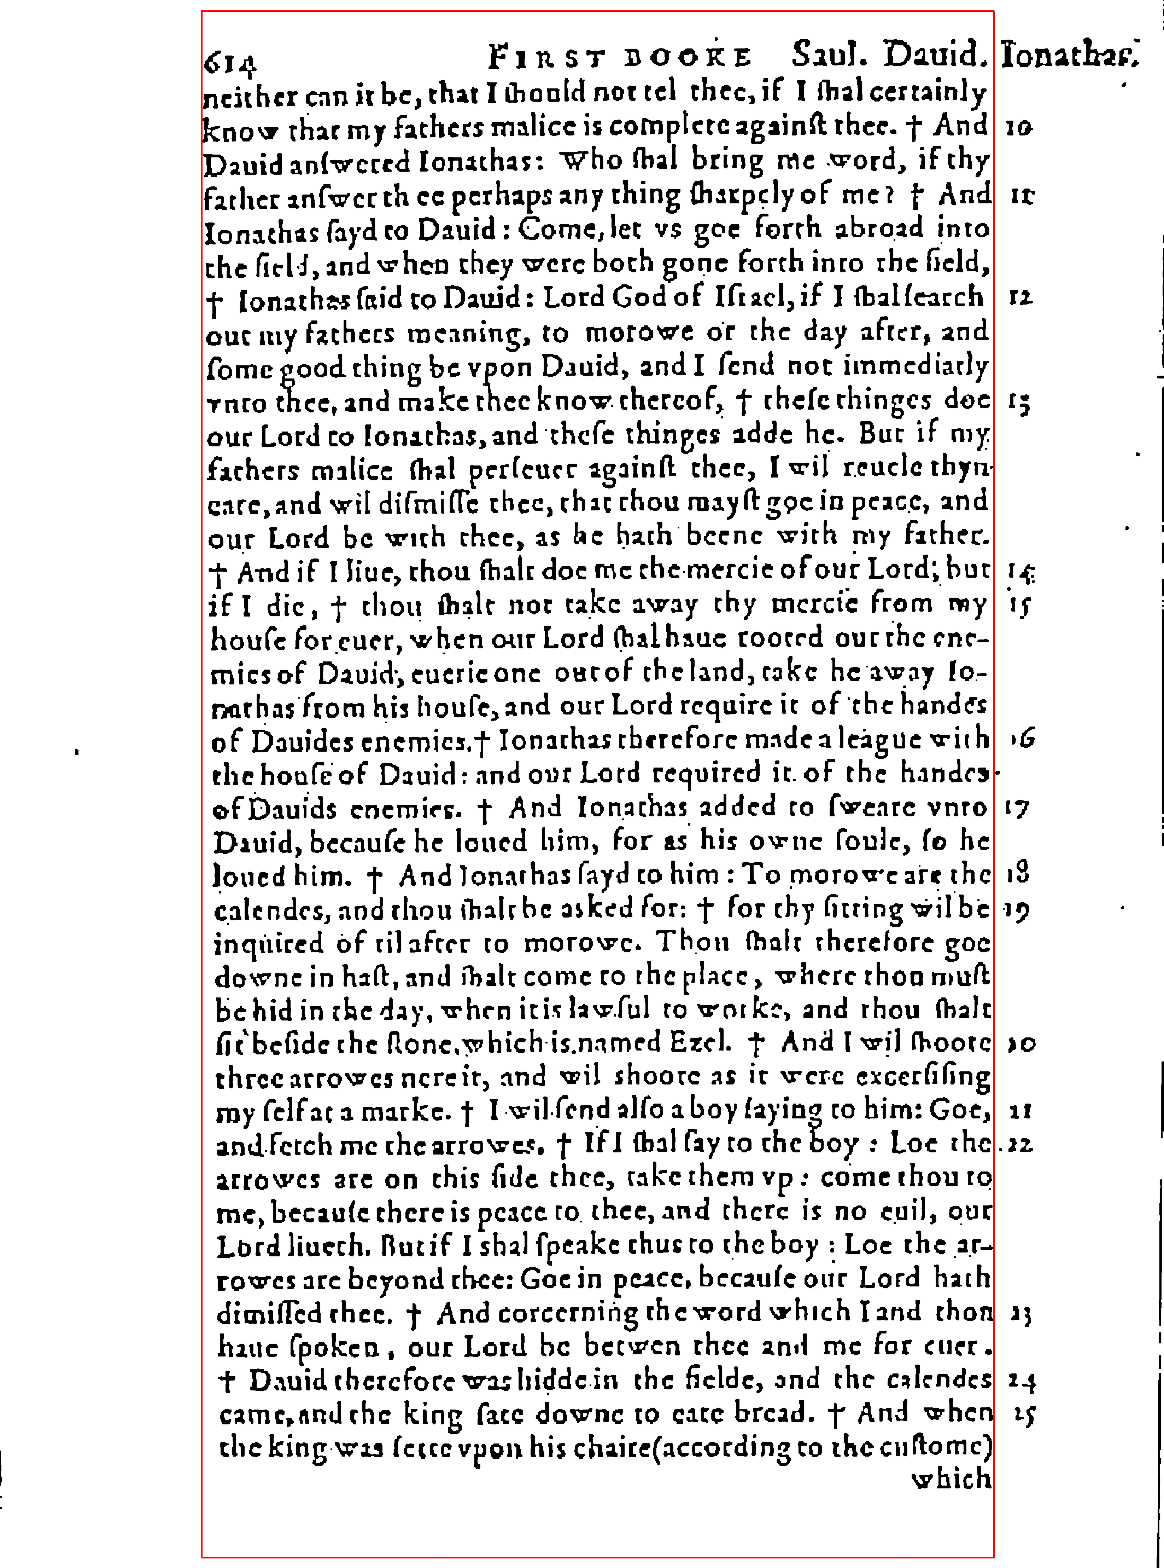 614 FIRST BOOKE Saul. Dauid. Ionathas.
neither can it be, that I ſhould not tel thee, if I ſhal certainly
know that my fathers malice is complete againſt thee. † And 10
Dauid anſwered Ionathas: Who ſhal bring me word, if thy
father anſwer thee perhaps any thing ſharpely of me? † And 11
Ionathas ſayd to Dauid: Come, let vs goe forth abroad into
the field, and when they were both gone forth into the field,
† Ionathas ſaid to Dauid: Lord God of Iſrael, if I ſhal ſearch 12
out my fathers meaning, to morowe or the day after, and
ſome good thing be vpon Dauid, and I ſend not immediatly
vnto thee, and make thee know thereof, † theſe thinges doe 13
our Lord to Ionathas, and theſe thinges adde he. But if my
fathers malice ſhal perſeuer againſt thee, I wil reuele thyn
eare, and wil diſmiſſe thee, that thou mayſt goe in peace, and
our Lord be with thee, as he hath beene with my father.
† And if I liue, thou ſhalt doe me the mercie of our Lord; but 14
if I die, † thou ſhalt not take away thy mercie from my 15
houſe for euer, when our Lord ſhal haue rooted out the ene-
mies of Dauid, euerie one out of the land, take he away Io-
nathas from his houſe, and our Lord require it of the handes
of Dauides enemies. † Ionathas therefore made a league with 16
the houſe of Dauid: and our Lord required it of the handes
of Dauids enemies. † And Ionathas added to ſweare vnto 17
Dauid, becauſe he loued him, for as his owne ſoule, ſo he
loued him. † And Ionathas ſayd to him: To morowe are the 18
calendes, and thou ſhalt be asked for: † for thy ſitting wil be 19
inquired of til after to morowe. Thou ſhalt therefore goe
downe in haſt, and ſhalt come to the place, where thou muſt
be hid in the day, when it is lawful to worke, and thou ſhalt
ſit beſide the ſtone, which is named Ezel. † And I wil ſhoote 20
three arrowes nere it, and wil shoote as it were excerſiſing
my ſelf at a marke. † I wil ſend alſo a boy ſaying to him: Goe, 21
and fetch me the arrowes. † If I ſhal ſay to the boy: Loe the 22
arrowes are on this ſide thee, take them vp: come thou to
me, becauſe there is peace to thee, and there is no euil, our
Lord liueth. But if I shal ſpeake thus to the boy: Loe the ar-
rowes are beyond thee: Goe in peace, becauſe our Lord hath
dimiſſed thee. † And concerning the word which I and thou 23
haue ſpoken, our Lord be betwen thee and me for euer.
† Dauid therefore was hidde in the fielde, and the calendes 24
came, and the king ſate downe to eate bread. † And when 25
the king was ſette vpon his chaire (according to the cuſtome)
which